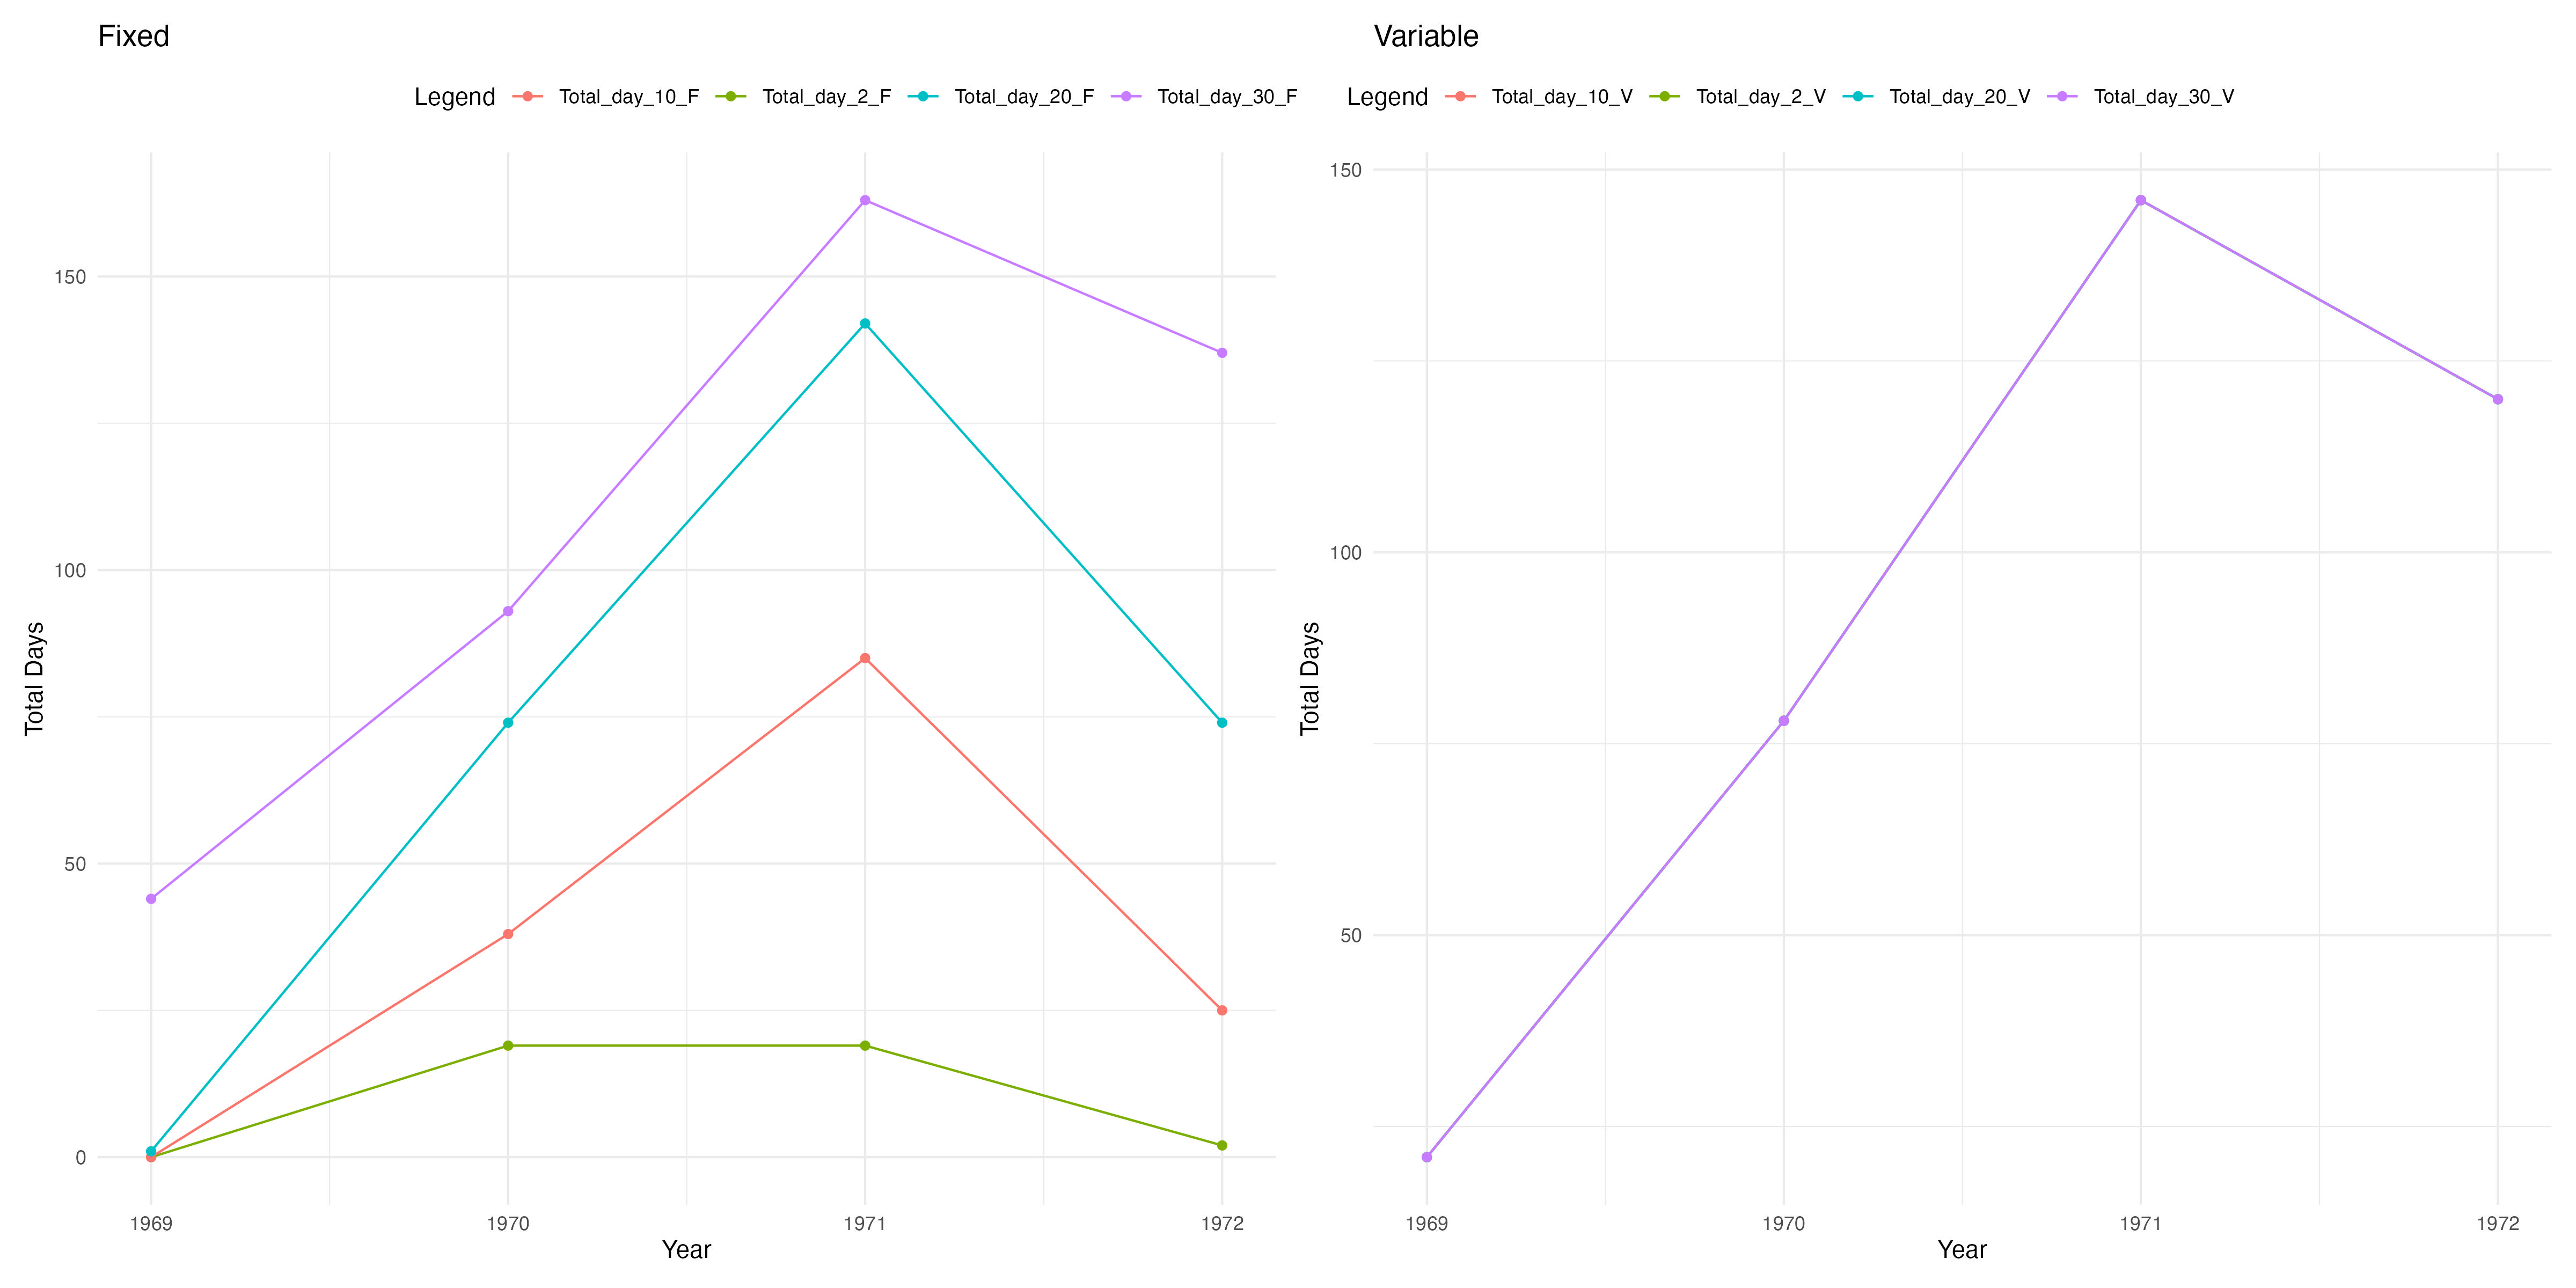 Fixed
Legend Total_day_10_F Total_day_2_F Total_day_20_F Total_day_30_F
150
100
50
0
Total Days
1969 1970 1971 1972
Year
Variable
Legend Total_day_10_V Total_day_2_V Total_day_20_V Total_day_30_V
150
100
50
Total Days
1969 1970 1971 1972
Year